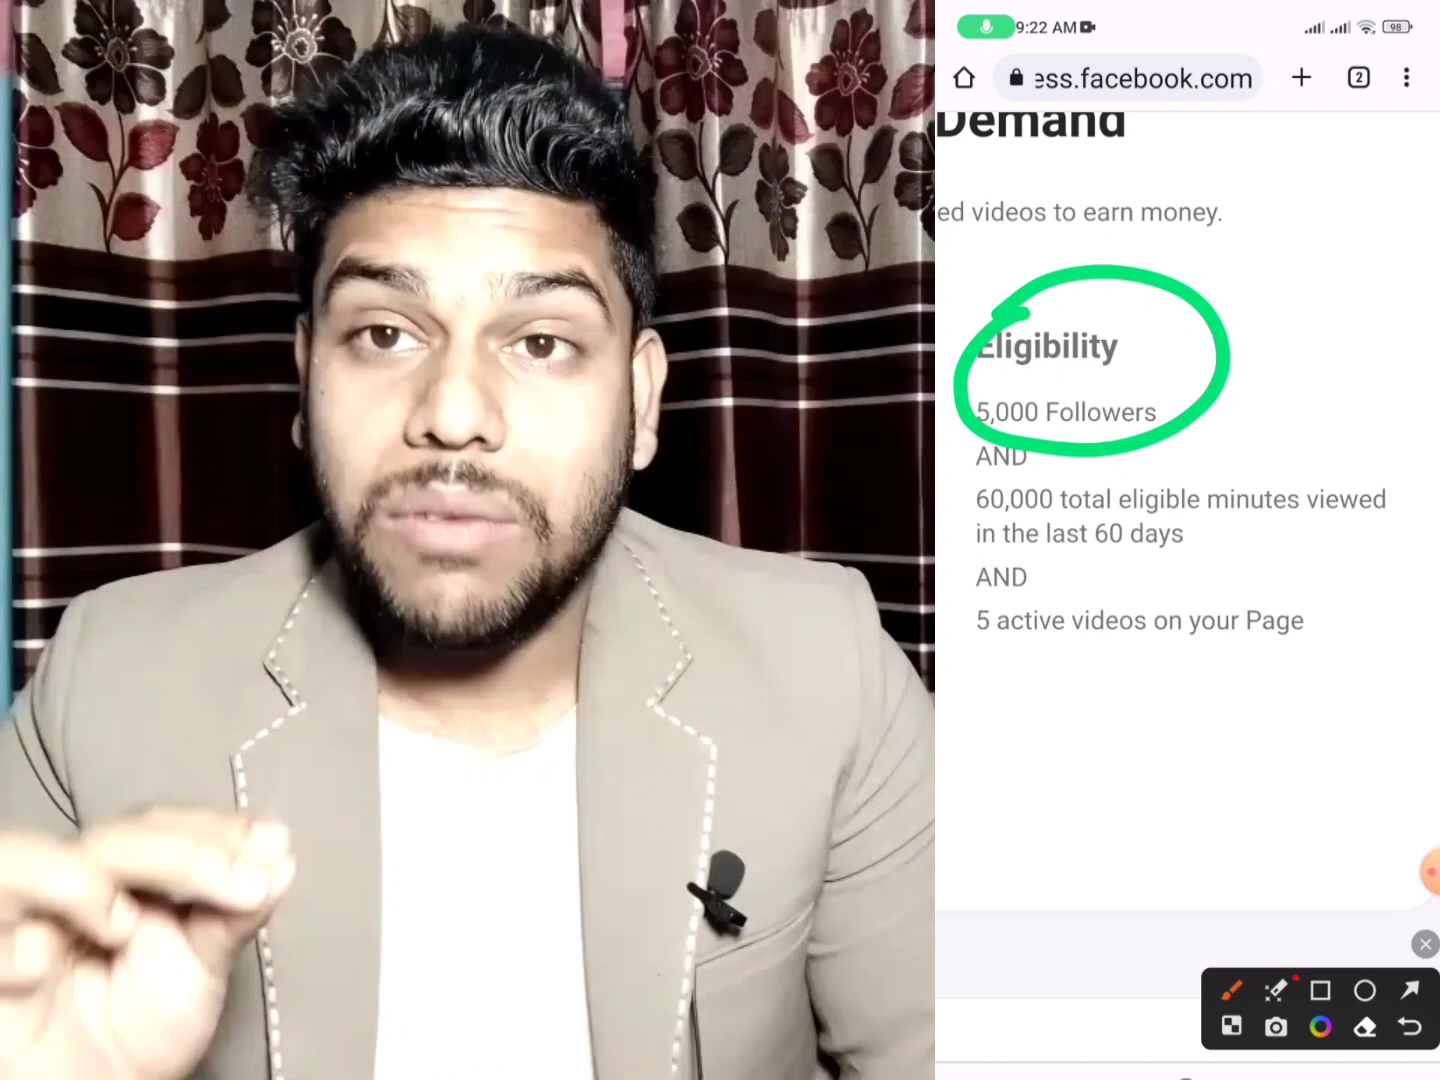 9:22 AM
98
ess.facebook.com
2
Demand
ed videos to earn money.
Eligibility
5,000 Followers
AND
60,000 total eligible minutes viewed
in the last 60 days
AND
5 active videos on your Page